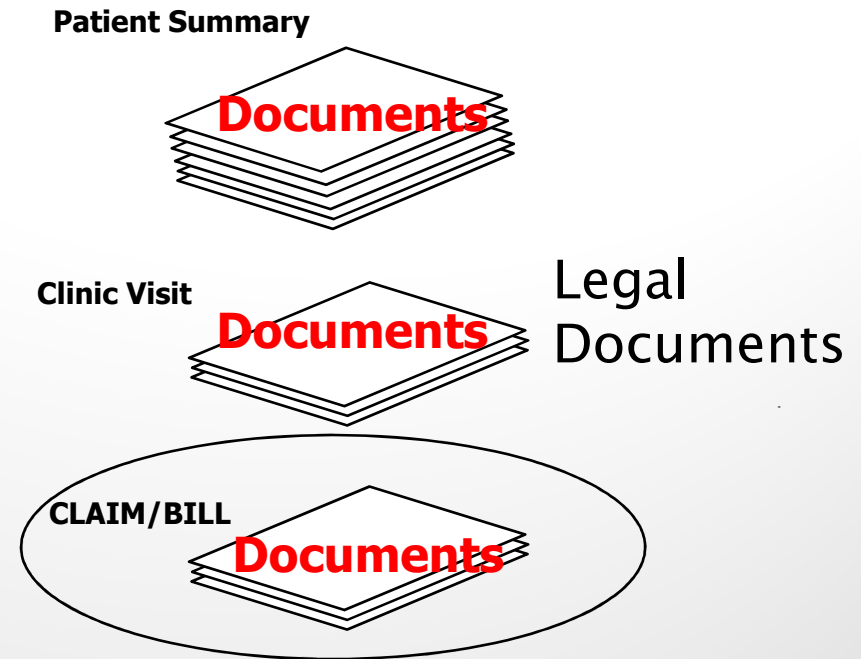 Patient Summary
Documents
Clinic Visit
Documents
Legal
Documents
CLAIM/BILL
Documents